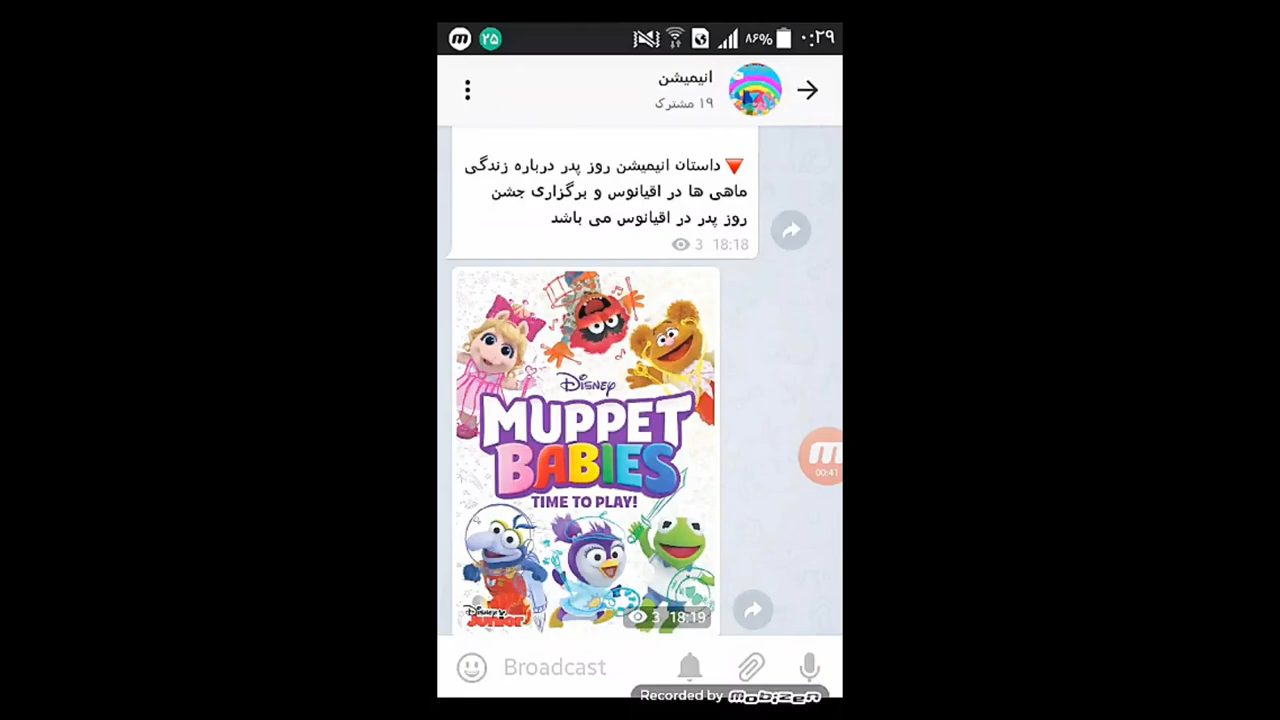 ۲۵
۸۶%
۰:۲۹
انیمیشن
۱۹ مشترک
🔻داستان انیمیشن روز پدر درباره زندگی
ماهی ها در اقیانوس و برگزاری جشن
روز پدر در اقیانوس می باشد
3 18:18
Disney
MUPPET
BABIES
TIME TO PLAY!
Disney
Junior
3 18:19
00:41
Broadcast
Recorded by mobizen